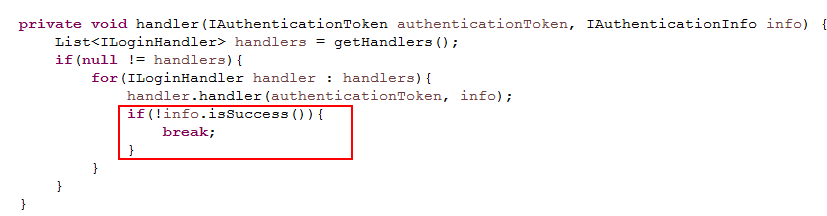 private void handler(IAuthenticationToken authenticationToken, IAuthenticationInfo info) {
List<ILoginHandler> handlers = getHandlers();
if(null != handlers){
for(ILoginHandler handler : handlers){
handler.handler(authenticationToken, info);
if(!info.isSuccess()){
break;
}
}
}
}